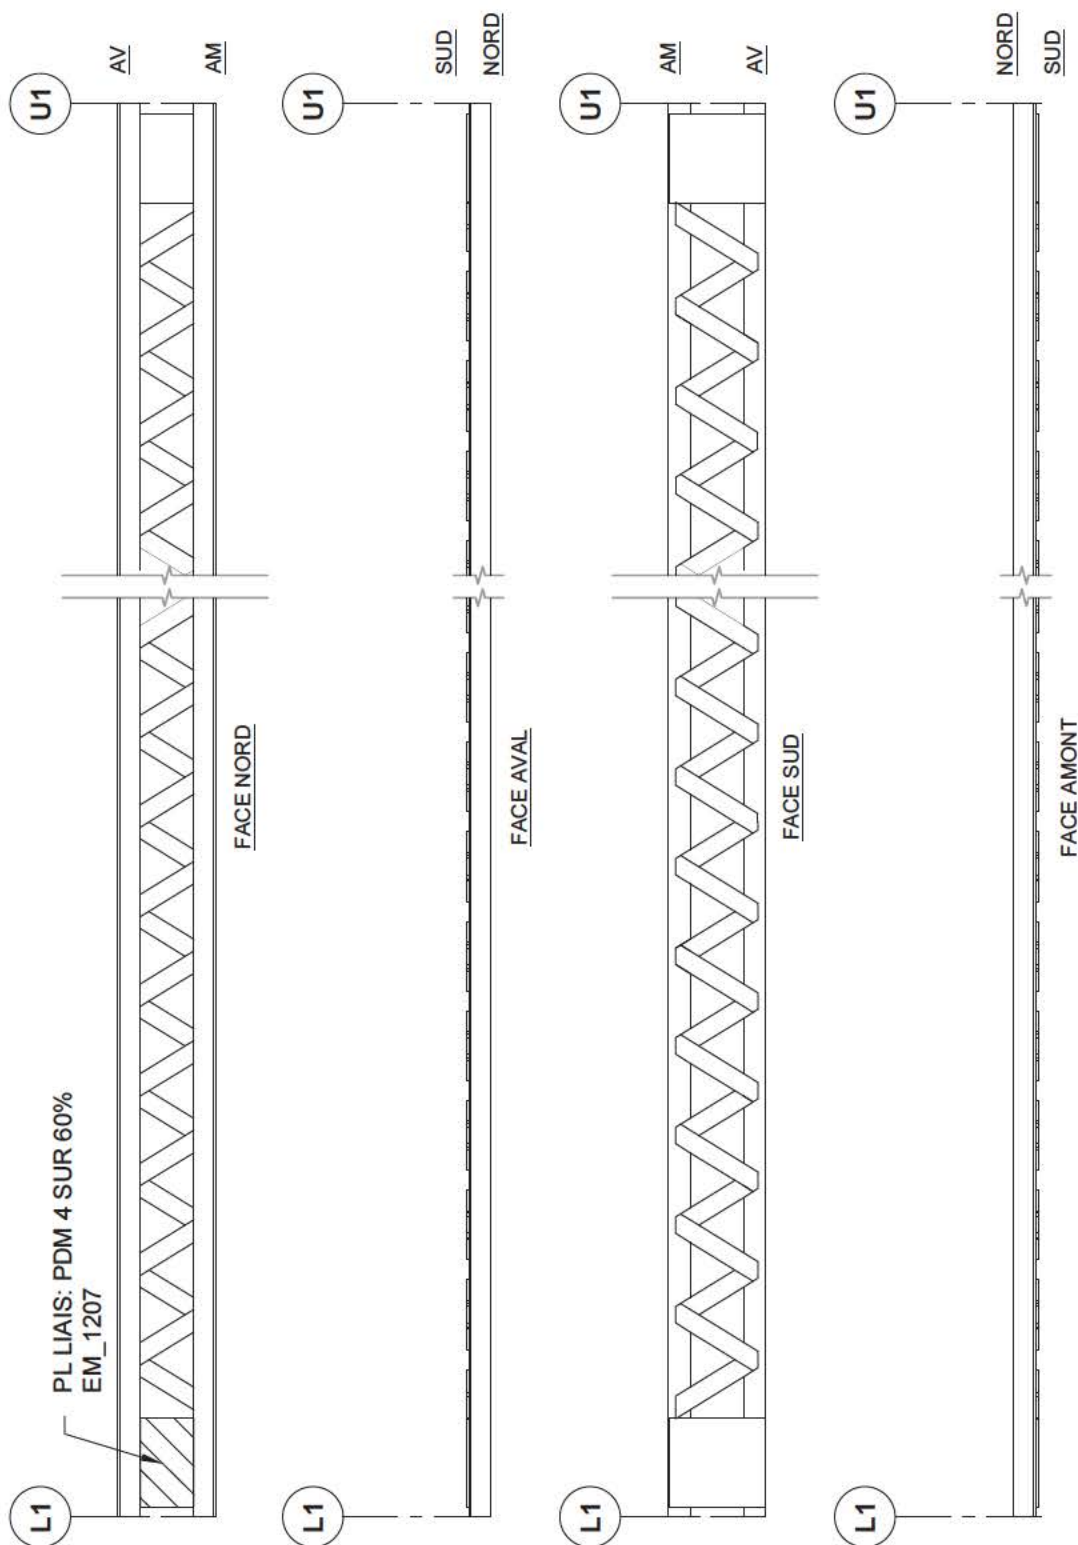 PL LIAIS: PDM 4 SUR 60%
EM_1207
L1
U1
AV
AM
FACE NORD
L1
U1
SUD
NORD
FACE AVAL
L1
U1
AM
AV
FACE SUD
L1
U1
NORD
SUD
FACE AMONT